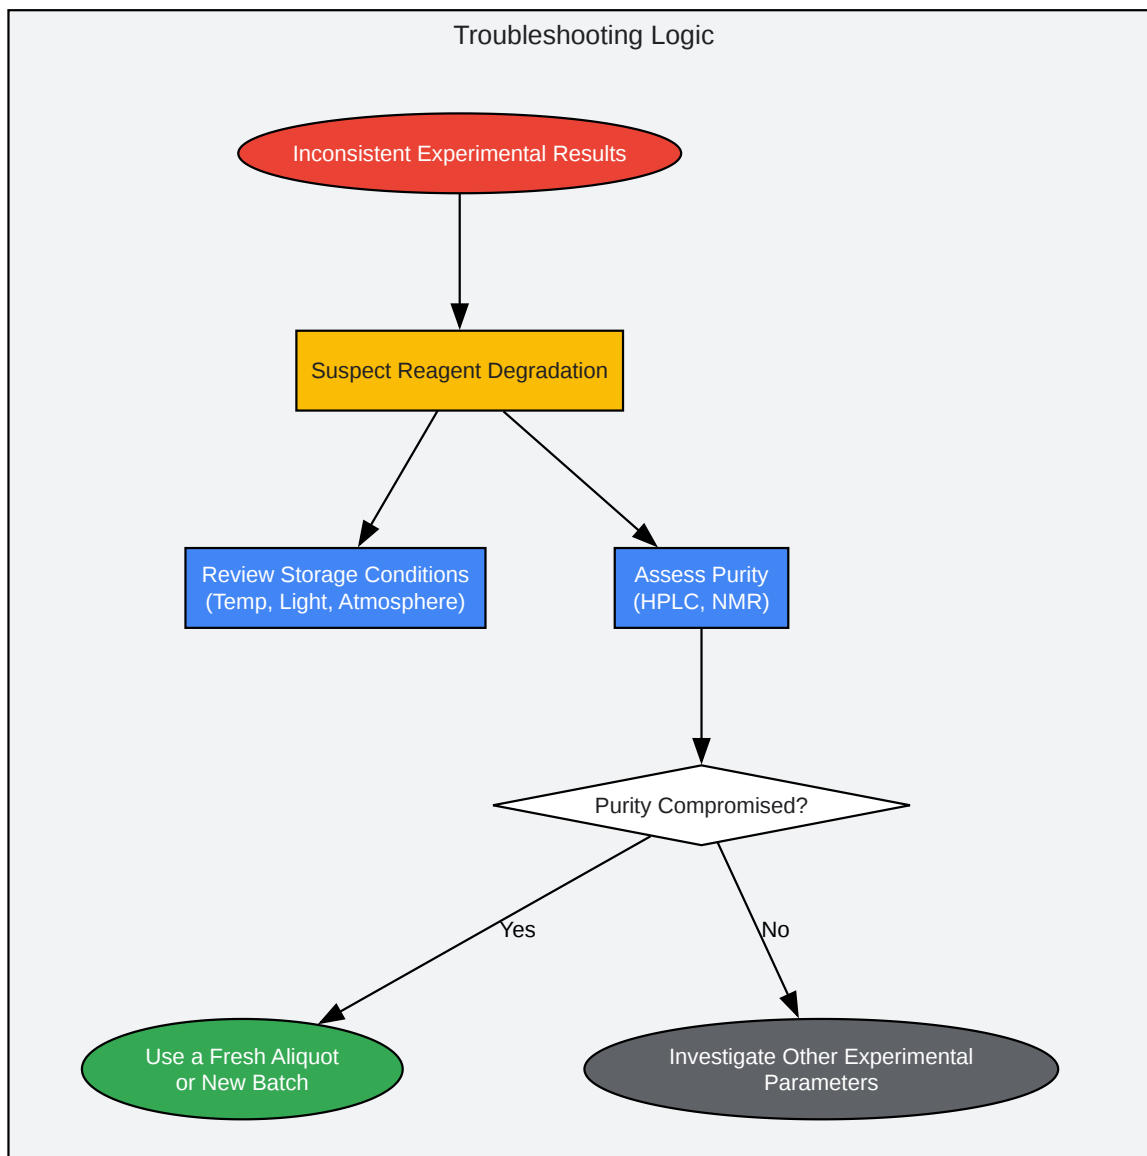 Troubleshooting Logic
Inconsistent Experimental Results
Suspect Reagent Degradation
Review Storage Conditions
(Temp, Light, Atmosphere)
Assess Purity
(HPLC, NMR)
Purity Compromised?
Yes
No
Use a Fresh Aliquot
or New Batch
Investigate Other Experimental
Parameters